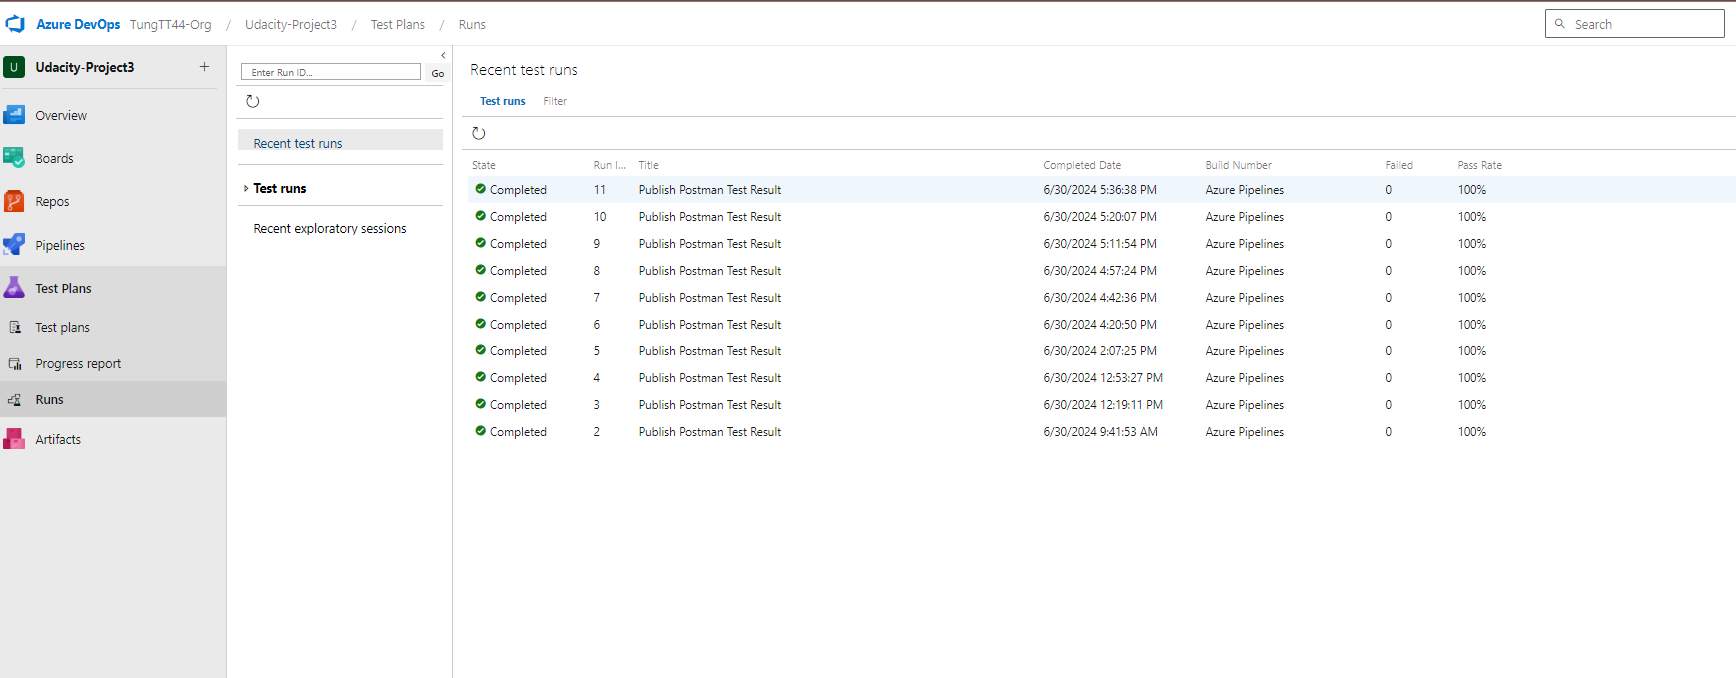 Azure DevOps TungTT44-Org / Udacity-Project3 / Test Plans / Runs
Search
U Udacity-Project3 +
Overview
Boards
Repos
Pipelines
Test Plans
Test plans
Progress report
Runs
Artifacts
Enter Run ID... Go
Recent test runs
Test runs
Recent exploratory sessions
Recent test runs
Test runs Filter
State Run I... Title Completed Date Build Number Failed Pass Rate
Completed 11 Publish Postman Test Result 6/30/2024 5:36:38 PM Azure Pipelines 0 100%
Completed 10 Publish Postman Test Result 6/30/2024 5:20:07 PM Azure Pipelines 0 100%
Completed 9 Publish Postman Test Result 6/30/2024 5:11:54 PM Azure Pipelines 0 100%
Completed 8 Publish Postman Test Result 6/30/2024 4:57:24 PM Azure Pipelines 0 100%
Completed 7 Publish Postman Test Result 6/30/2024 4:42:36 PM Azure Pipelines 0 100%
Completed 6 Publish Postman Test Result 6/30/2024 4:20:50 PM Azure Pipelines 0 100%
Completed 5 Publish Postman Test Result 6/30/2024 2:07:25 PM Azure Pipelines 0 100%
Completed 4 Publish Postman Test Result 6/30/2024 12:53:27 PM Azure Pipelines 0 100%
Completed 3 Publish Postman Test Result 6/30/2024 12:19:11 PM Azure Pipelines 0 100%
Completed 2 Publish Postman Test Result 6/30/2024 9:41:53 AM Azure Pipelines 0 100%